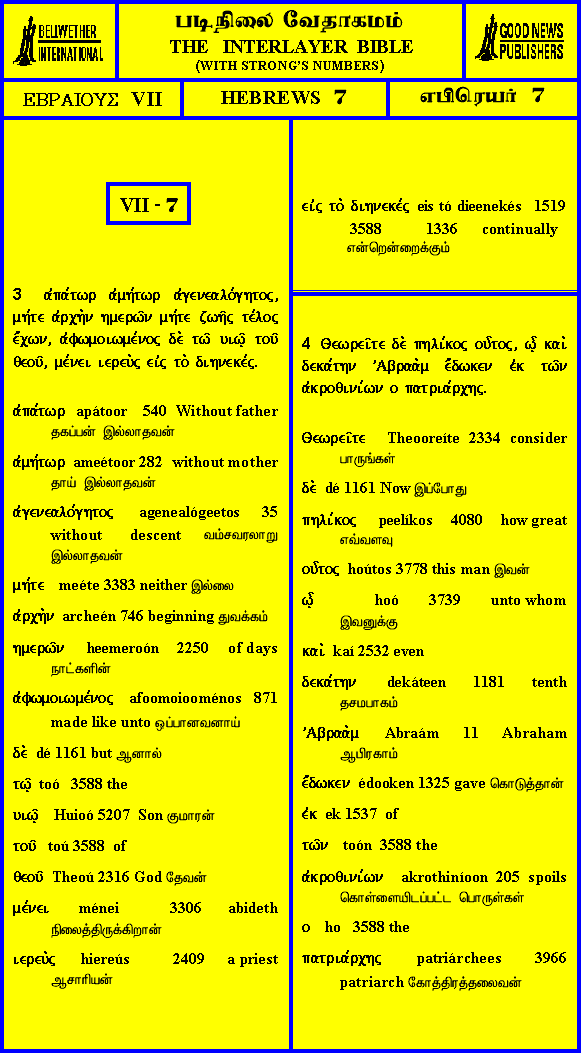 BELLWETHER
INTERNATIONAL
படிநிலை வேதாகமம்
THE INTERLAYER BIBLE
(WITH STRONG'S NUMBERS)
GOOD NEWS
PUBLISHERS
ΕΒΡΑΙΟΥΣ VII
HEBREWS 7
எபிரெயர் 7
VII - 7
3 ἀπάτωρ ἀμήτωρ ἀγενεαλόγητος,
μήτε ἀρχὴν ημερῶν μήτε ζωῆς τέλος
ἔχων, ἀφωμοιωμένος δὲ τῶ υιῶ τοῦ
θεοῦ, μένει ιερεὺς είς τὸ διηνεκές.
ἀπάτωρ apátoor 540 Without father
தகப்பன் இல்லாதவன்
ἀμήτωρ ameétoor 282 without mother
தாய் இல்லாதவன்
ἀγενεαλόγητος agenealógeetos 35
without descent வம்சவரலாறு
இல்லாதவன்
μήτε meéte 3383 neither இல்லை
ἀρχὴν archeén 746 beginning துவக்கம்
ημερῶν heemeroón 2250 of days
நாட்களின்
ἀφωμοιωμένος afoomoiooménos 871
made like unto ஒப்பானவனாய்
δὲ dé 1161 but ஆனால்
τῶ toó 3588 the
υιῶ Huioó 5207 Son குமாரன்
τοῦ toú 3588 of
θεοῦ Theoú 2316 God தேவன்
μένει ménei 3306 abideth
நிலைத்திருக்கிறான்
ιερεὺς hiereús 2409 a priest
ஆசாரியன்
είς τὸ διηνεκές eis tó dieenekés 1519
3588 1336 continually
என்றென்றைக்கும்
4 Θεωρεῖτε δὲ πηλίκος οὗτος, ᾧ καὶ
δεκάτην Ἀβραὰμ ἔδωκεν ἐκ τῶν
ἀκροθινίων ο πατριάρχης.
Θεωρεῖτε Theooreíte 2334 consider
பாருங்கள்
δὲ dé 1161 Now இப்போது
πηλίκος peelíkos 4080 how great
எவ்வளவு
οὗτος hoútos 3778 this man இவன்
ᾧ hoó 3739 unto whom
இவனுக்கு
καὶ kaí 2532 even
δεκάτην dekáteen 1181 tenth
தசமபாகம்
Ἀβραὰμ Abraám 11 Abraham
ஆபிரகாம்
ἔδωκεν édooken 1325 gave கொடுத்தான்
ἐκ ek 1537 of
τῶν toón 3588 the
ἀκροθινίων akrothiníoon 205 spoils
கொள்ளையிடப்பட்ட பொருள்கள்
ο ho 3588 the
πατριάρχης patriárchees 3966
patriarch கோத்திரத்தலைவன்